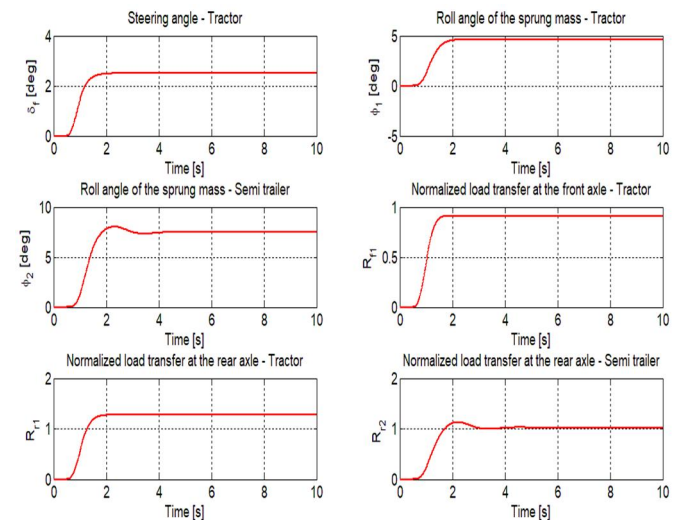 Steering angle - Tractor
4
2
0
δf [deg]
0 2 4 6 8 10
Time [s]
Roll angle of the sprung mass - Tractor
5
0
-5
ϕ1 [deg]
0 2 4 6 8 10
Time [s]
Roll angle of the sprung mass - Semi trailer
10
5
0
ϕ2 [deg]
0 2 4 6 8 10
Time [s]
Normalized load transfer at the front axle - Tractor
1
0.5
0
Rf1
0 2 4 6 8 10
Time [s]
Normalized load transfer at the rear axle - Tractor
2
1
0
Rr1
0 2 4 6 8 10
Time [s]
Normalized load transfer at the rear axle - Semi trailer
2
1
0
Rr2
0 2 4 6 8 10
Time [s]